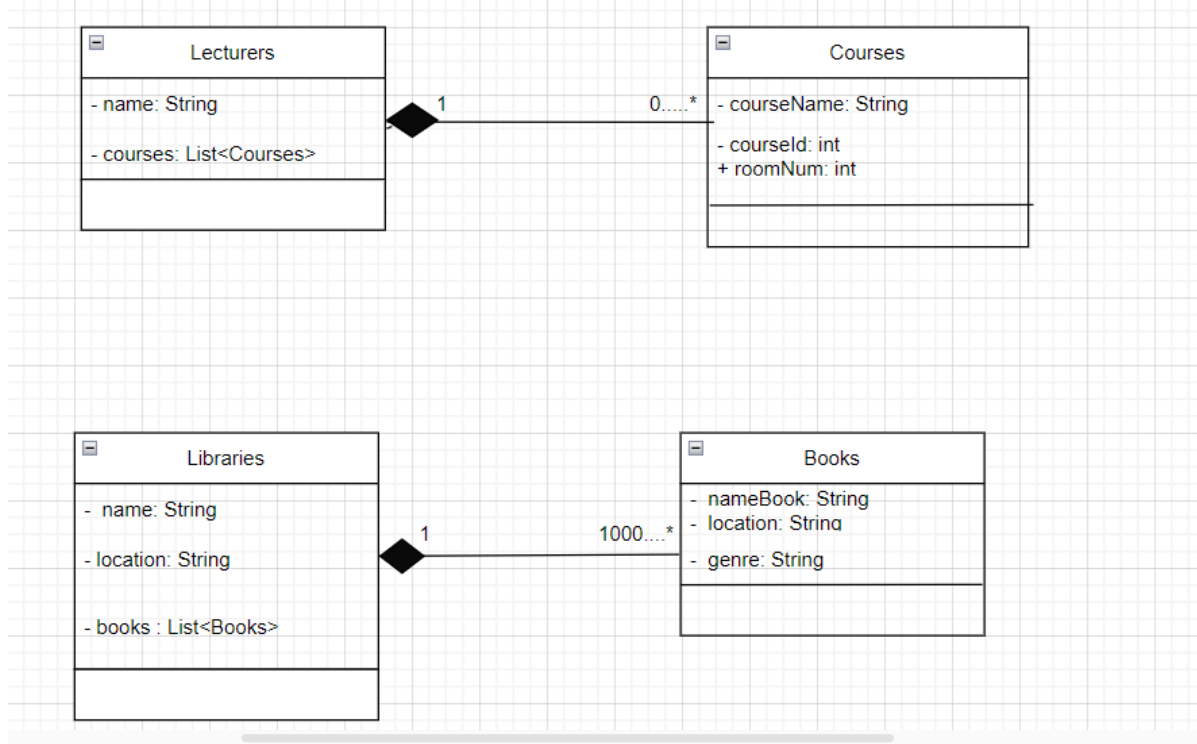 Lecturers
- name: String
- courses: List<Courses>
1
0.....*
Courses
- courseName: String
- courseId: int
+ roomNum: int
Libraries
- name: String
- location: String
- books : List<Books>
1
1000....*
Books
- nameBook: String
- location: String
- genre: String